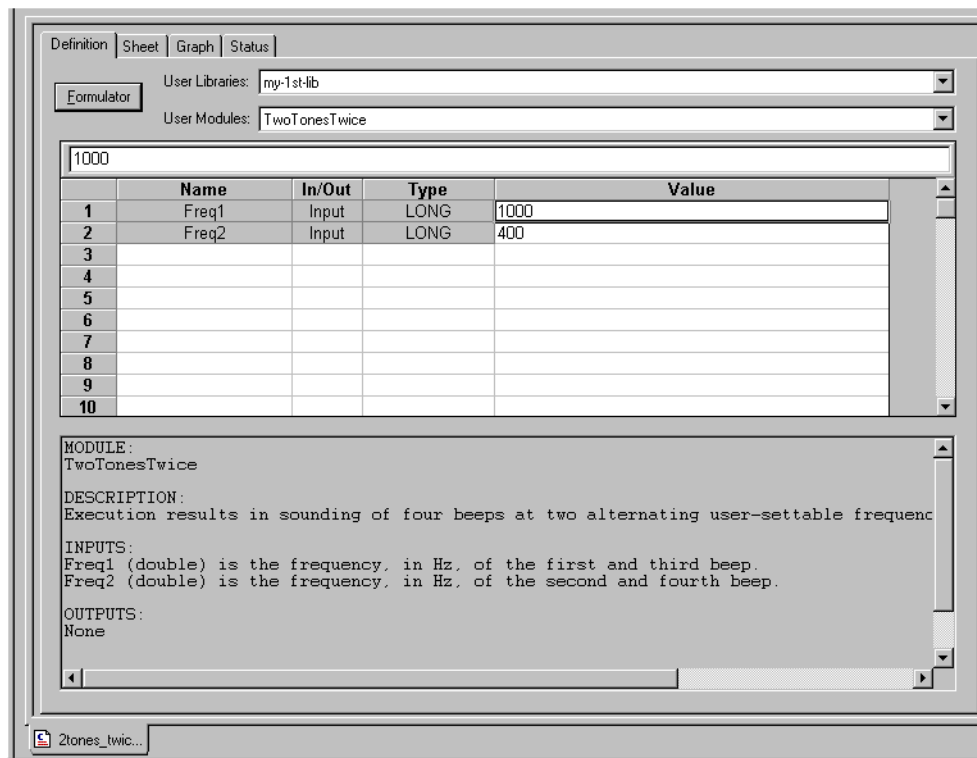 Definition Sheet Graph Status
Formulator
User Libraries: my-1st-lib
User Modules: TwoTonesTwice
1000
Name In/Out Type Value
1 Freq1 Input LONG 1000
2 Freq2 Input LONG 400
3
4
5
6
7
8
9
10
MODULE:
TwoTonesTwice
DESCRIPTION:
Execution results in sounding of four beeps at two alternating user-settable frequenc
INPUTS:
Freq1 (double) is the frequency, in Hz, of the first and third beep.
Freq2 (double) is the frequency, in Hz, of the second and fourth beep.
OUTPUTS:
None
2tones_twic...